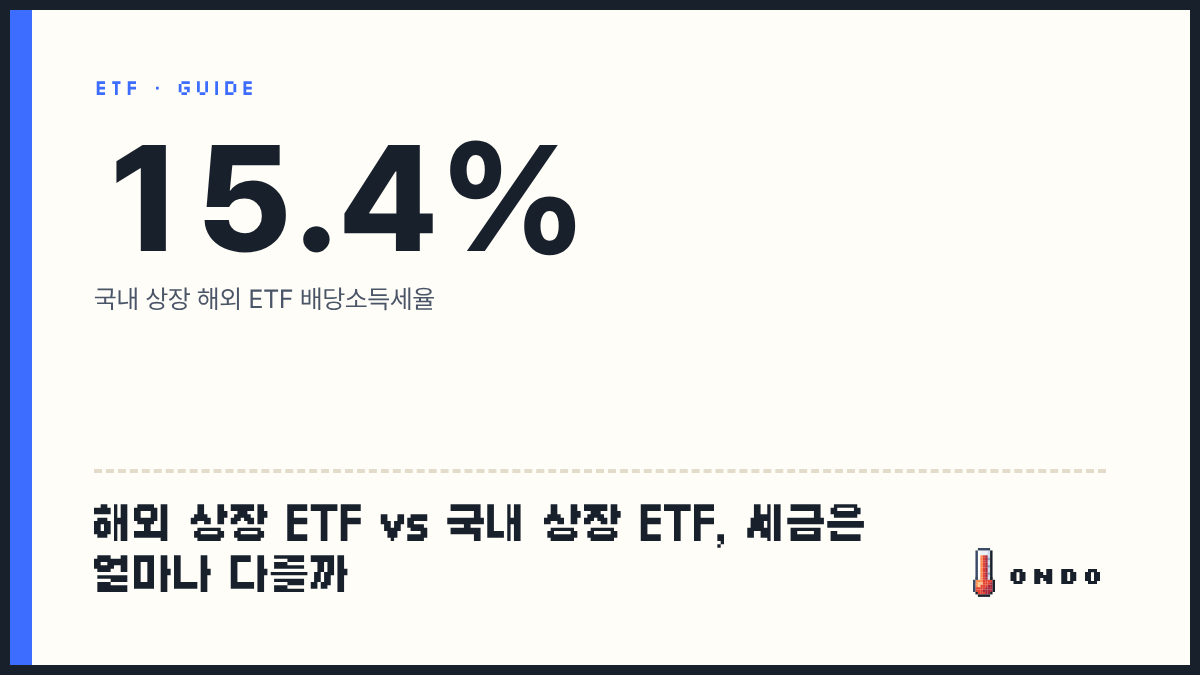 ETF · GUIDE
15.4%
국내 상장 해외 ETF 배당소득세율
해외 상장 ETF vs 국내 상장 ETF, 세금은
얼마나 다를까
ONDO